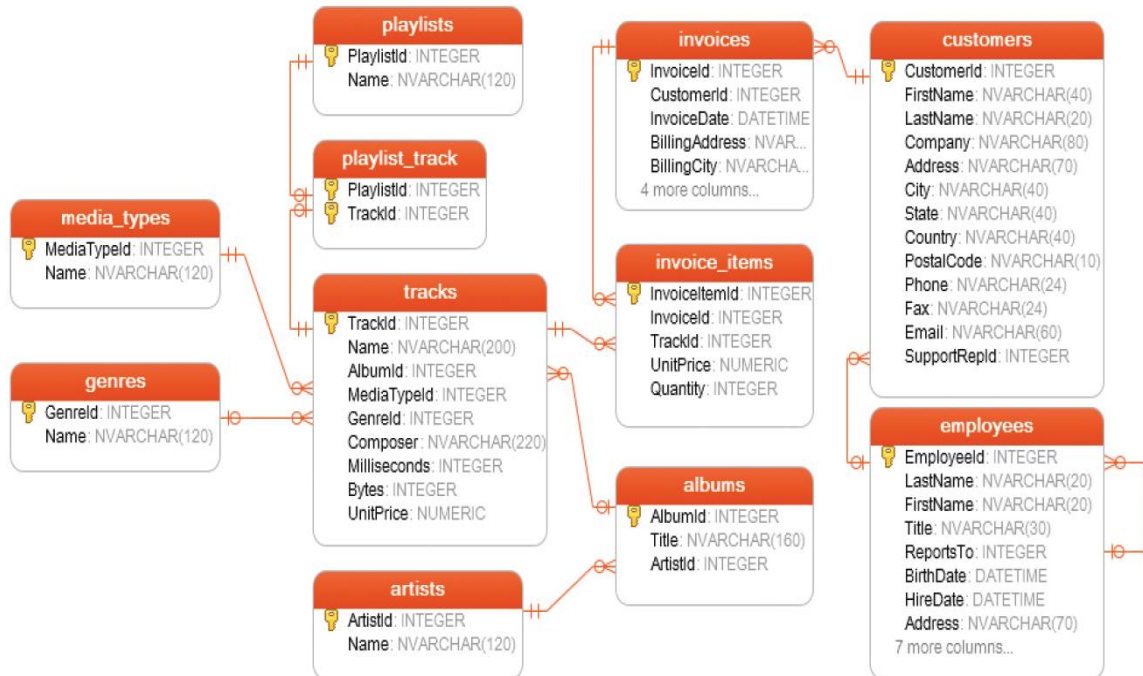 playlists
PlaylistId: INTEGER
Name: NVARCHAR(120)
playlist_track
PlaylistId: INTEGER
TrackId: INTEGER
media_types
MediaTypeId: INTEGER
Name: NVARCHAR(120)
genres
GenreId: INTEGER
Name: NVARCHAR(120)
tracks
TrackId: INTEGER
Name: NVARCHAR(200)
AlbumId: INTEGER
MediaTypeId: INTEGER
GenreId: INTEGER
Composer: NVARCHAR(220)
Milliseconds: INTEGER
Bytes: INTEGER
UnitPrice: NUMERIC
artists
ArtistId: INTEGER
Name: NVARCHAR(120)
invoices
InvoiceId: INTEGER
CustomerId: INTEGER
InvoiceDate: DATETIME
BillingAddress: NVAR...
BillingCity: NVARCHA...
4 more columns...
invoice_items
InvoiceItemId: INTEGER
InvoiceId: INTEGER
TrackId: INTEGER
UnitPrice: NUMERIC
Quantity: INTEGER
albums
AlbumId: INTEGER
Title: NVARCHAR(160)
ArtistId: INTEGER
customers
CustomerId: INTEGER
FirstName: NVARCHAR(40)
LastName: NVARCHAR(20)
Company: NVARCHAR(80)
Address: NVARCHAR(70)
City: NVARCHAR(40)
State: NVARCHAR(40)
Country: NVARCHAR(40)
PostalCode: NVARCHAR(10)
Phone: NVARCHAR(24)
Fax: NVARCHAR(24)
Email: NVARCHAR(60)
SupportRepId: INTEGER
employees
EmployeeId: INTEGER
LastName: NVARCHAR(20)
FirstName: NVARCHAR(20)
Title: NVARCHAR(30)
ReportsTo: INTEGER
BirthDate: DATETIME
HireDate: DATETIME
Address: NVARCHAR(70)
7 more columns...